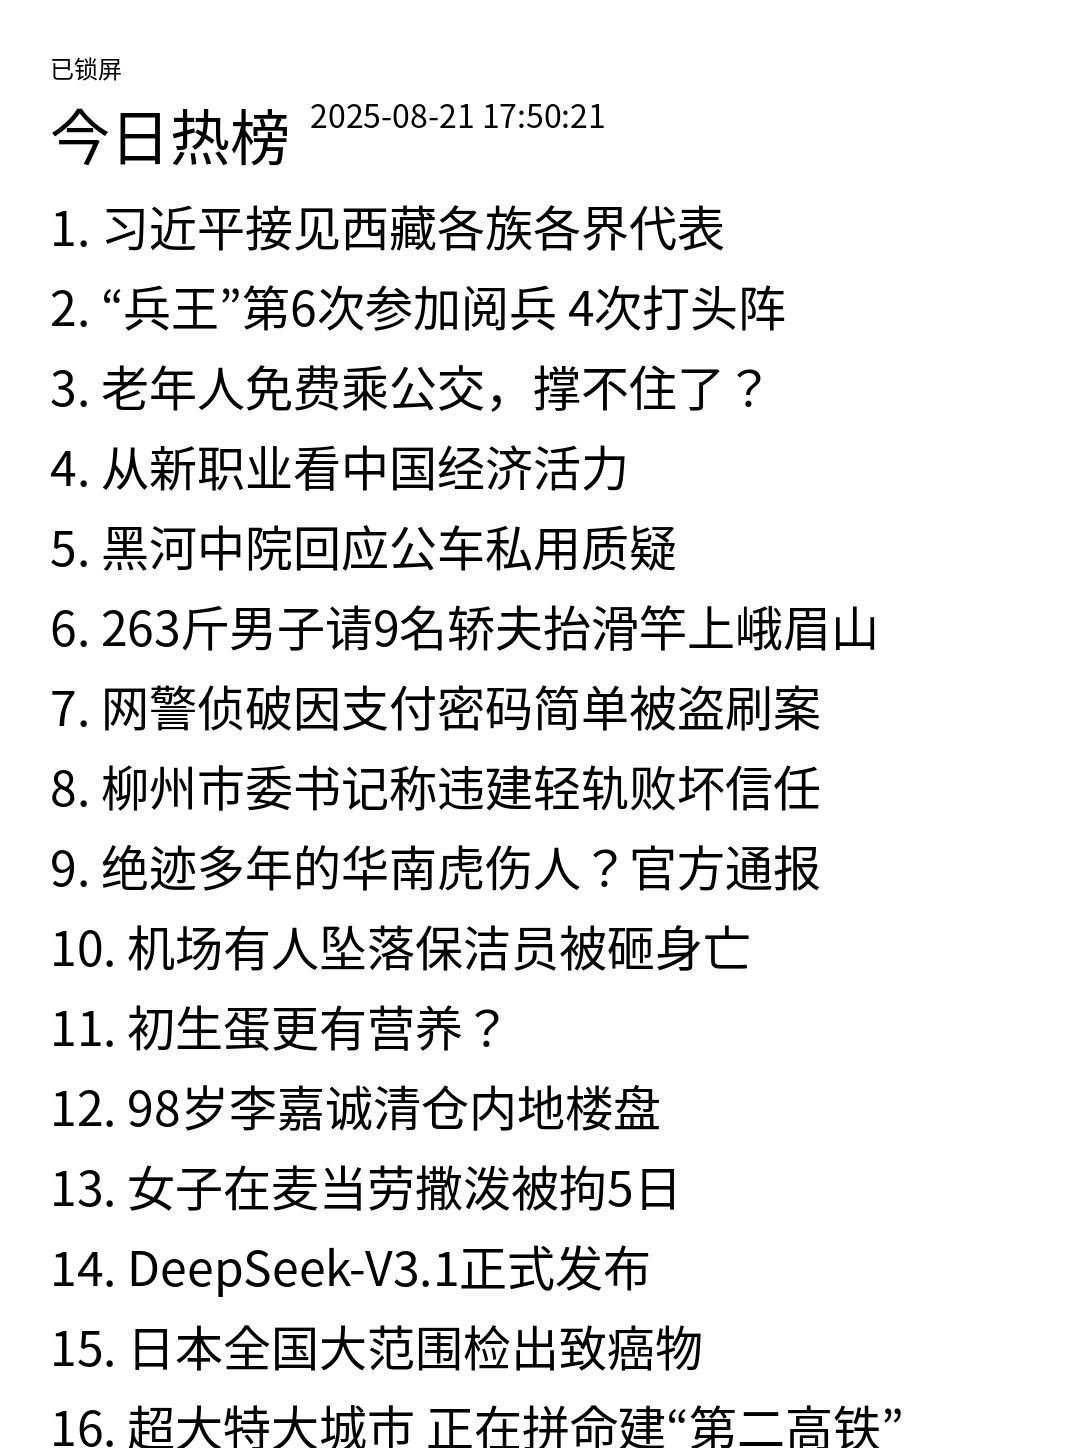 已锁屏
今日热榜 2025-08-21 17:50:21
1. 习近平接见西藏各族各界代表
2. “兵王”第6次参加阅兵 4次打头阵
3. 老年人免费乘公交，撑不住了？
4. 从新职业看中国经济活力
5. 黑河中院回应公车私用质疑
6. 263斤男子请9名轿夫抬滑竿上峨眉山
7. 网警侦破因支付密码简单被盗刷案
8. 柳州市委书记称违建轻轨败坏信任
9. 绝迹多年的华南虎伤人？官方通报
10. 机场有人坠落保洁员被砸身亡
11. 初生蛋更有营养？
12. 98岁李嘉诚清仓内地楼盘
13. 女子在麦当劳撒泼被拘5日
14. DeepSeek-V3.1正式发布
15. 日本全国大范围检出致癌物
16. 超大特大城市 正在拼命建“第二高铁”